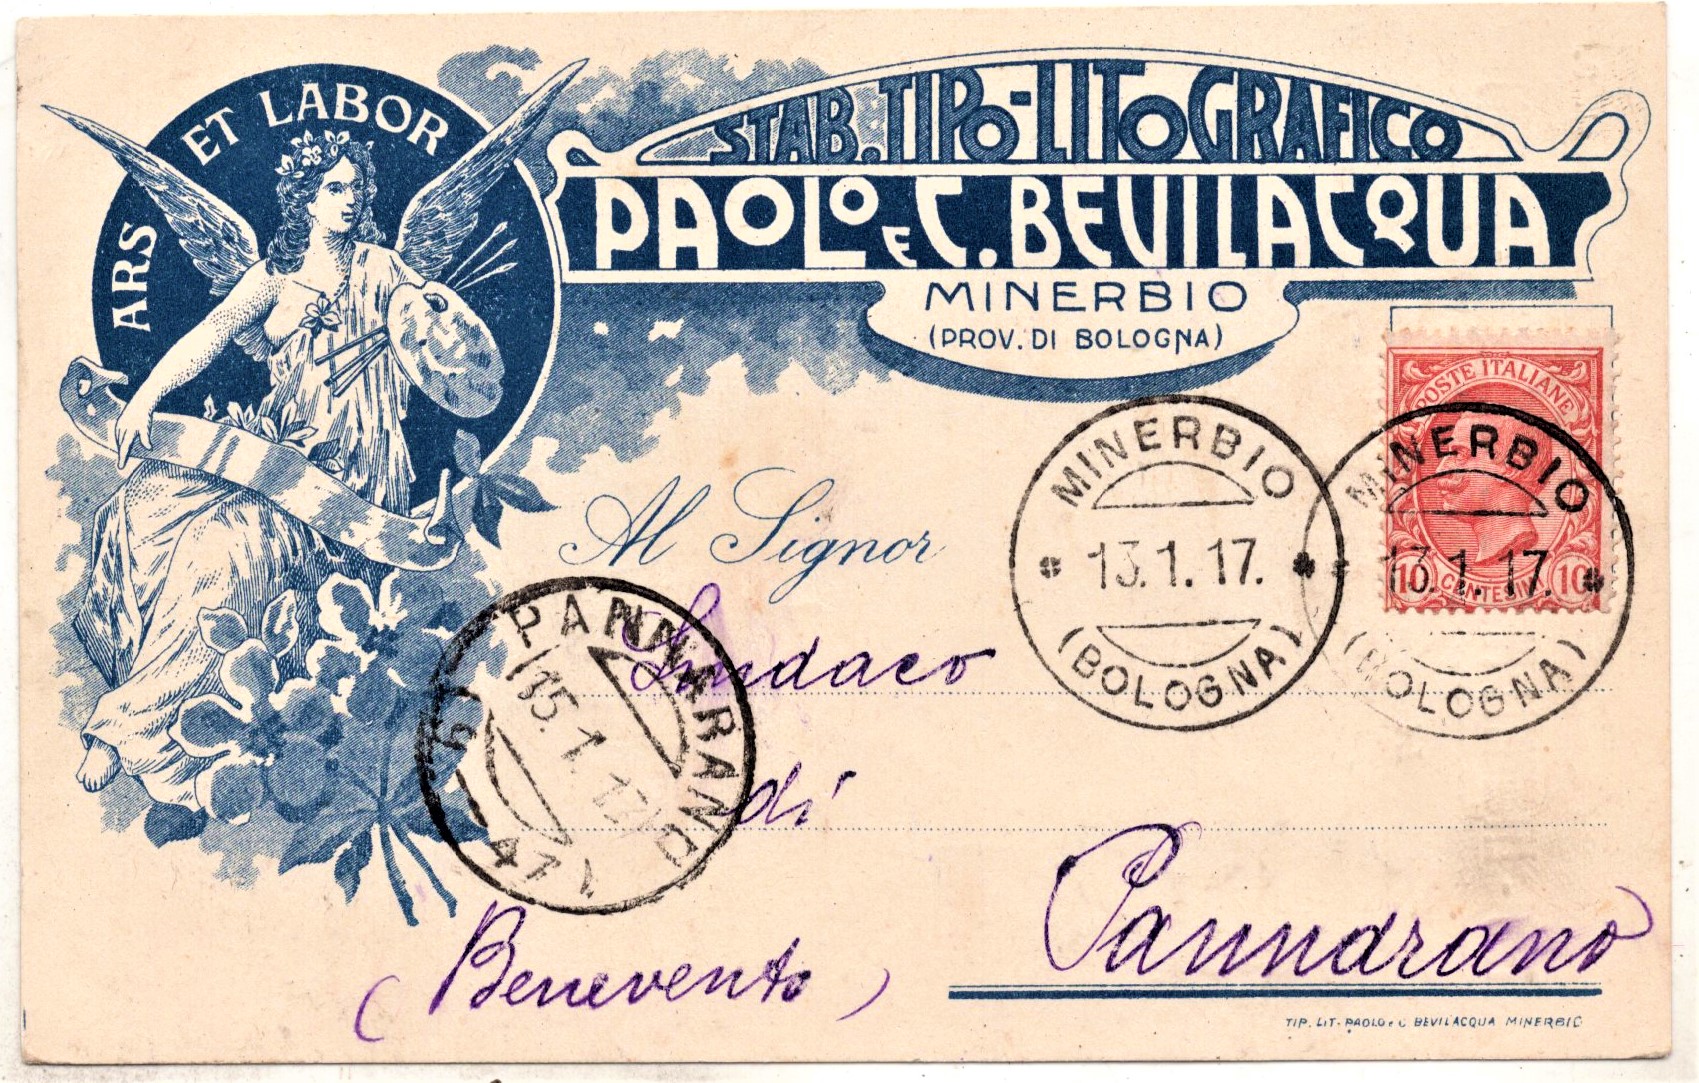 ARS ET LABOR
STAB. TIPO-LITOGRAFICO
PAOLO E C. BEVILACQUA
MINERBIO
(PROV. DI BOLOGNA)
POSTE ITALIANE
10 CENTESIMI 10
MINERBIO
13.1.17.
(BOLOGNA)
MINERBIO
13.1.17.
(BOLOGNA)
Al Signor
Sindaco
di
Pannarano
(Benevento)
PANNARANO
15.1.17
TIP. LIT. PAOLO E C BEVILACQUA MINERBIO